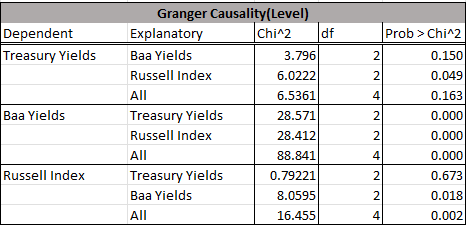 Granger Causality(Level)
Dependent Explanatory Chi^2 df Prob > Chi^2
Treasury Yields Baa Yields 3.796 2 0.150
Russell Index 6.0222 2 0.049
All 6.5361 4 0.163
Baa Yields Treasury Yields 28.571 2 0.000
Russell Index 28.412 2 0.000
All 88.841 4 0.000
Russell Index Treasury Yields 0.79221 2 0.673
Baa Yields 8.0595 2 0.018
All 16.455 4 0.002